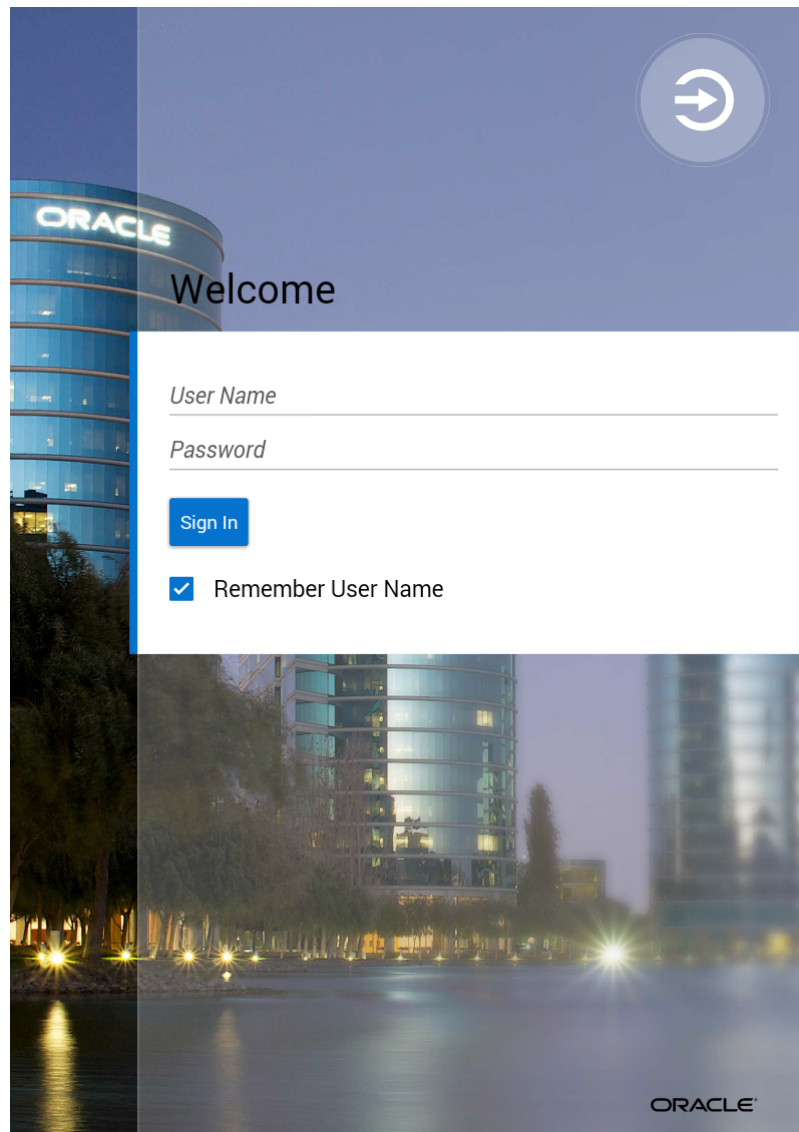 ORACLE
Welcome
User Name
Password
Sign In
Remember User Name
ORACLE